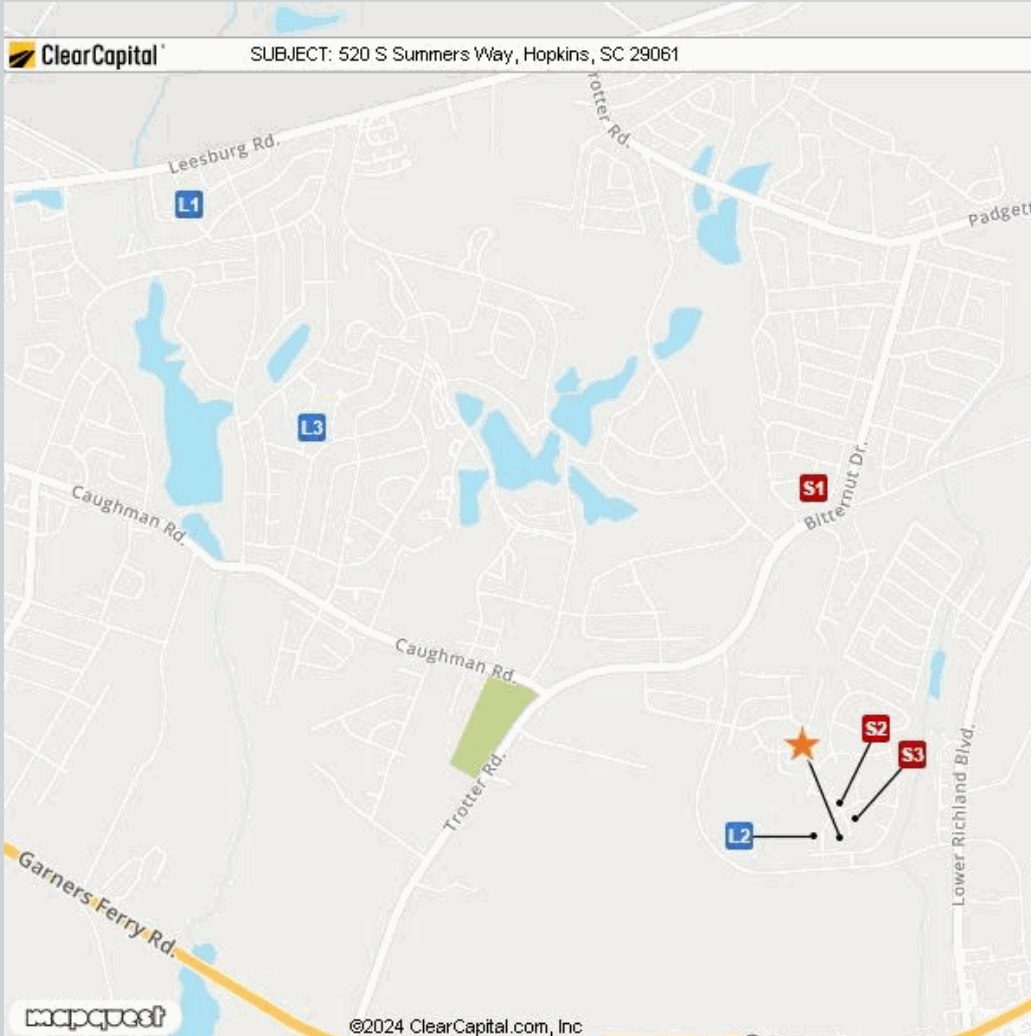 ClearCapital
SUBJECT: 520 S Summers Way, Hopkins, SC 29061
Trotter Rd.
Leesburg Rd.
L1
Padgett
L3
S1
Bitternut Dr.
Caughman Rd.
Caughman Rd.
S2
S3
L2
Trotter Rd.
Lower Richland Blvd.
Garners Ferry Rd.
mapquest
©2024 ClearCapital.com, Inc